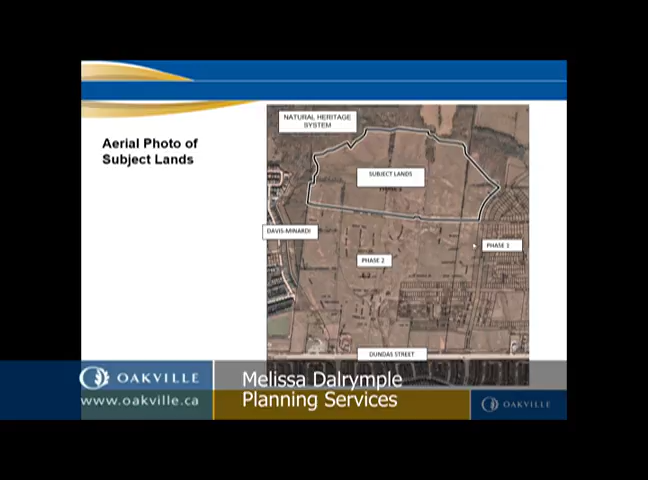 NATURAL HERITAGE
SYSTEM
Aerial Photo of
Subject Lands
SUBJECT LANDS
DAVIS-MINARDI
PHASE 1
PHASE 2
DUNDAS STREET
OAKVILLE
www.oakville.ca
Melissa Dalrymple
Planning Services
OAKVILLE